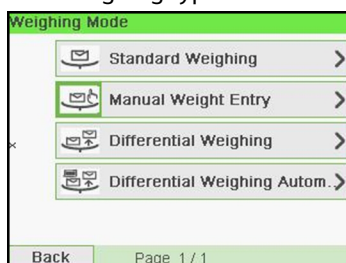 Weighing Mode
Standard Weighing
Manual Weight Entry
Differential Weighing
Differential Weighing Autom.
Back
Page 1/1